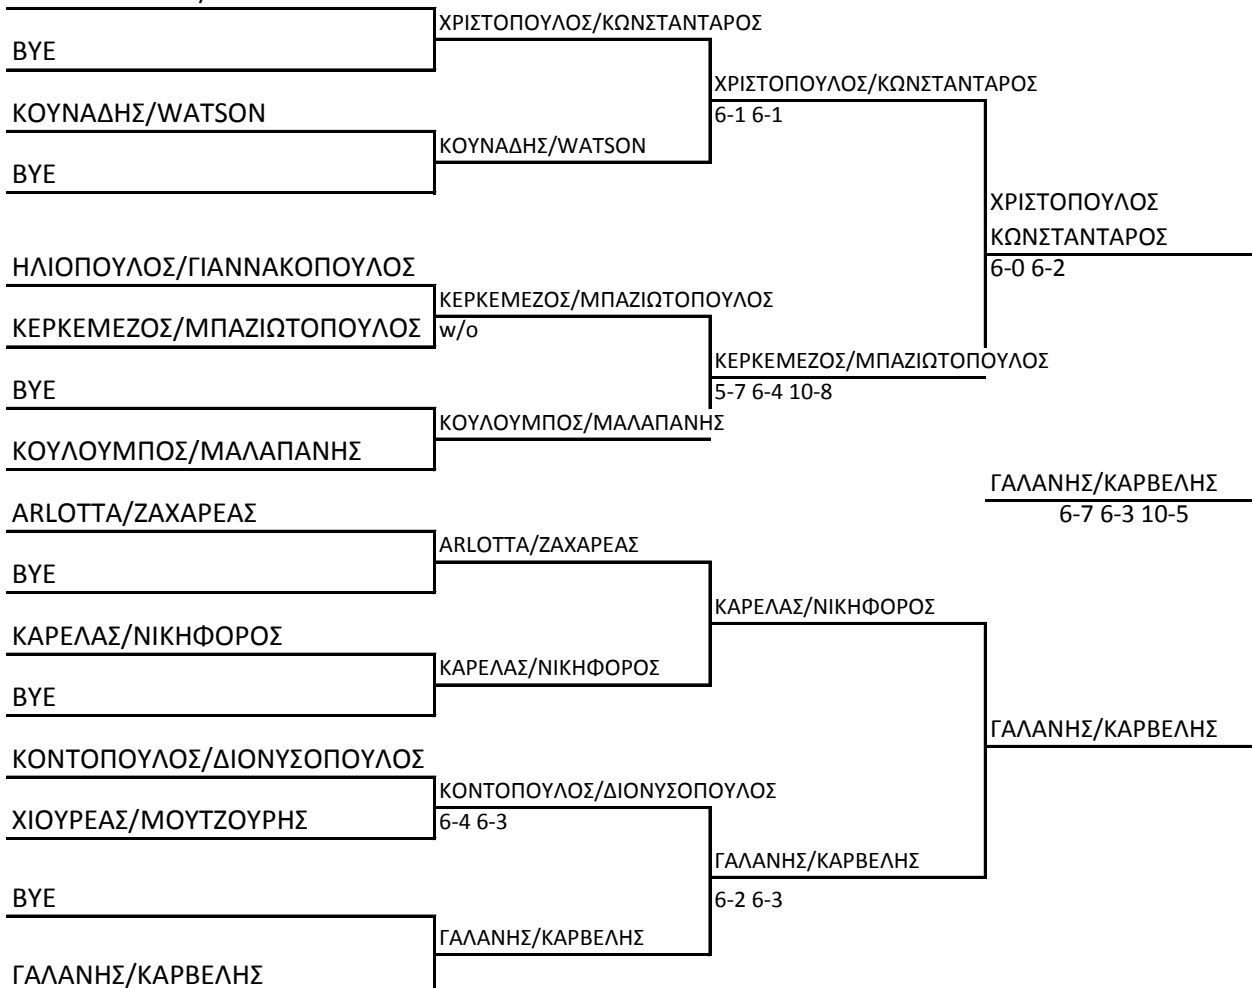 ΧΡΙΣΤΟΠΟΥΛΟΣ/ΚΩΝΣΤΑΝΤΑΡΟΣ
BYE
ΧΡΙΣΤΟΠΟΥΛΟΣ/ΚΩΝΣΤΑΝΤΑΡΟΣ
6-1 6-1
ΚΟΥΝΑΔΗΣ/WATSON
ΚΟΥΝΑΔΗΣ/WATSON
BYE
ΧΡΙΣΤΟΠΟΥΛΟΣ
ΚΩΝΣΤΑΝΤΑΡΟΣ
6-0 6-2
ΗΛΙΟΠΟΥΛΟΣ/ΓΙΑΝΝΑΚΟΠΟΥΛΟΣ
ΚΕΡΚΕΜΕΖΟΣ/ΜΠΑΖΙΩΤΟΠΟΥΛΟΣ
ΚΕΡΚΕΜΕΖΟΣ/ΜΠΑΖΙΩΤΟΠΟΥΛΟΣ
w/o
ΚΕΡΚΕΜΕΖΟΣ/ΜΠΑΖΙΩΤΟΠΟΥΛΟΣ
5-7 6-4 10-8
BYE
ΚΟΥΛΟΥΜΠΟΣ/ΜΑΛΑΠΑΝΗΣ
ΚΟΥΛΟΥΜΠΟΣ/ΜΑΛΑΠΑΝΗΣ
ΓΑΛΑΝΗΣ/ΚΑΡΒΕΛΗΣ
6-7 6-3 10-5
ARLOTTA/ΖΑΧΑΡΕΑΣ
ARLOTTA/ΖΑΧΑΡΕΑΣ
BYE
ΚΑΡΕΛΑΣ/ΝΙΚΗΦΟΡΟΣ
ΚΑΡΕΛΑΣ/ΝΙΚΗΦΟΡΟΣ
ΚΑΡΕΛΑΣ/ΝΙΚΗΦΟΡΟΣ
BYE
ΓΑΛΑΝΗΣ/ΚΑΡΒΕΛΗΣ
ΚΟΝΤΟΠΟΥΛΟΣ/ΔΙΟΝΥΣΟΠΟΥΛΟΣ
ΚΟΝΤΟΠΟΥΛΟΣ/ΔΙΟΝΥΣΟΠΟΥΛΟΣ
ΧΙΟΥΡΕΑΣ/ΜΟΥΤΖΟΥΡΗΣ
6-4 6-3
ΓΑΛΑΝΗΣ/ΚΑΡΒΕΛΗΣ
6-2 6-3
BYE
ΓΑΛΑΝΗΣ/ΚΑΡΒΕΛΗΣ
ΓΑΛΑΝΗΣ/ΚΑΡΒΕΛΗΣ